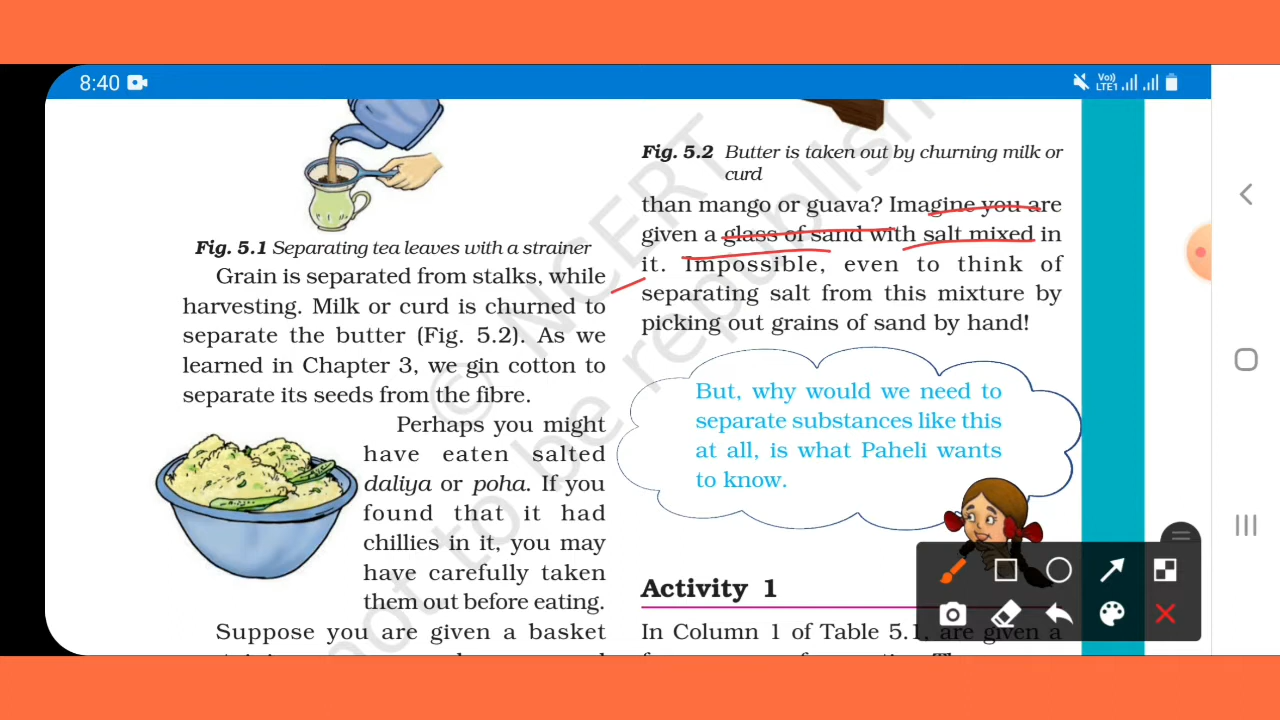 8:40
Vo))
LTE1
Fig. 5.1 Separating tea leaves with a strainer
Grain is separated from stalks, while
harvesting. Milk or curd is churned to
separate the butter (Fig. 5.2). As we
learned in Chapter 3, we gin cotton to
separate its seeds from the fibre.
Perhaps you might
have eaten salted
daliya or poha. If you
found that it had
chillies in it, you may
have carefully taken
them out before eating.
Suppose you are given a basket
Fig. 5.2 Butter is taken out by churning milk or
curd
than mango or guava? Imagine you are
given a glass of sand with salt mixed in
it. Impossible, even to think of
separating salt from this mixture by
picking out grains of sand by hand!
But, why would we need to
separate substances like this
at all, is what Paheli wants
to know.
Activity 1
In Column 1 of Table 5.1, are given a
© NCERT
not to be republish